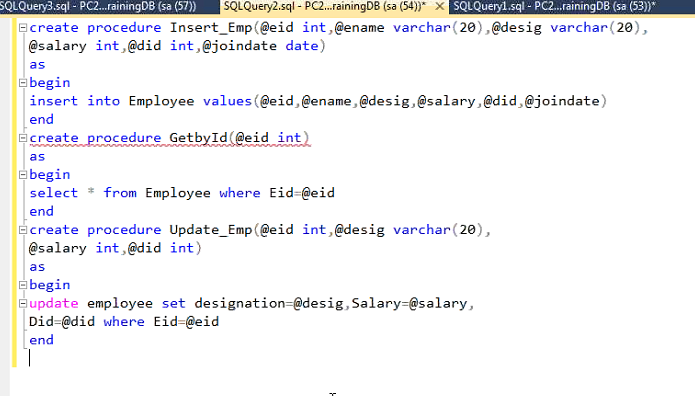 SQLQuery3.sql - PC2...rainingDB (sa (57)) SQLQuery2.sql - PC2...rainingDB (sa (54))* SQLQuery1.sql - PC2...rainingDB (sa (53))*
create procedure Insert_Emp(@eid int,@ename varchar(20),@desig varchar(20),
@salary int,@did int,@joindate date)
as
begin
insert into Employee values(@eid,@ename,@desig,@salary,@did,@joindate)
end
create procedure GetbyId(@eid int)
as
begin
select * from Employee where Eid=@eid
end
create procedure Update_Emp(@eid int,@desig varchar(20),
@salary int,@did int)
as
begin
update employee set designation=@desig,Salary=@salary,
Did=@did where Eid=@eid
end